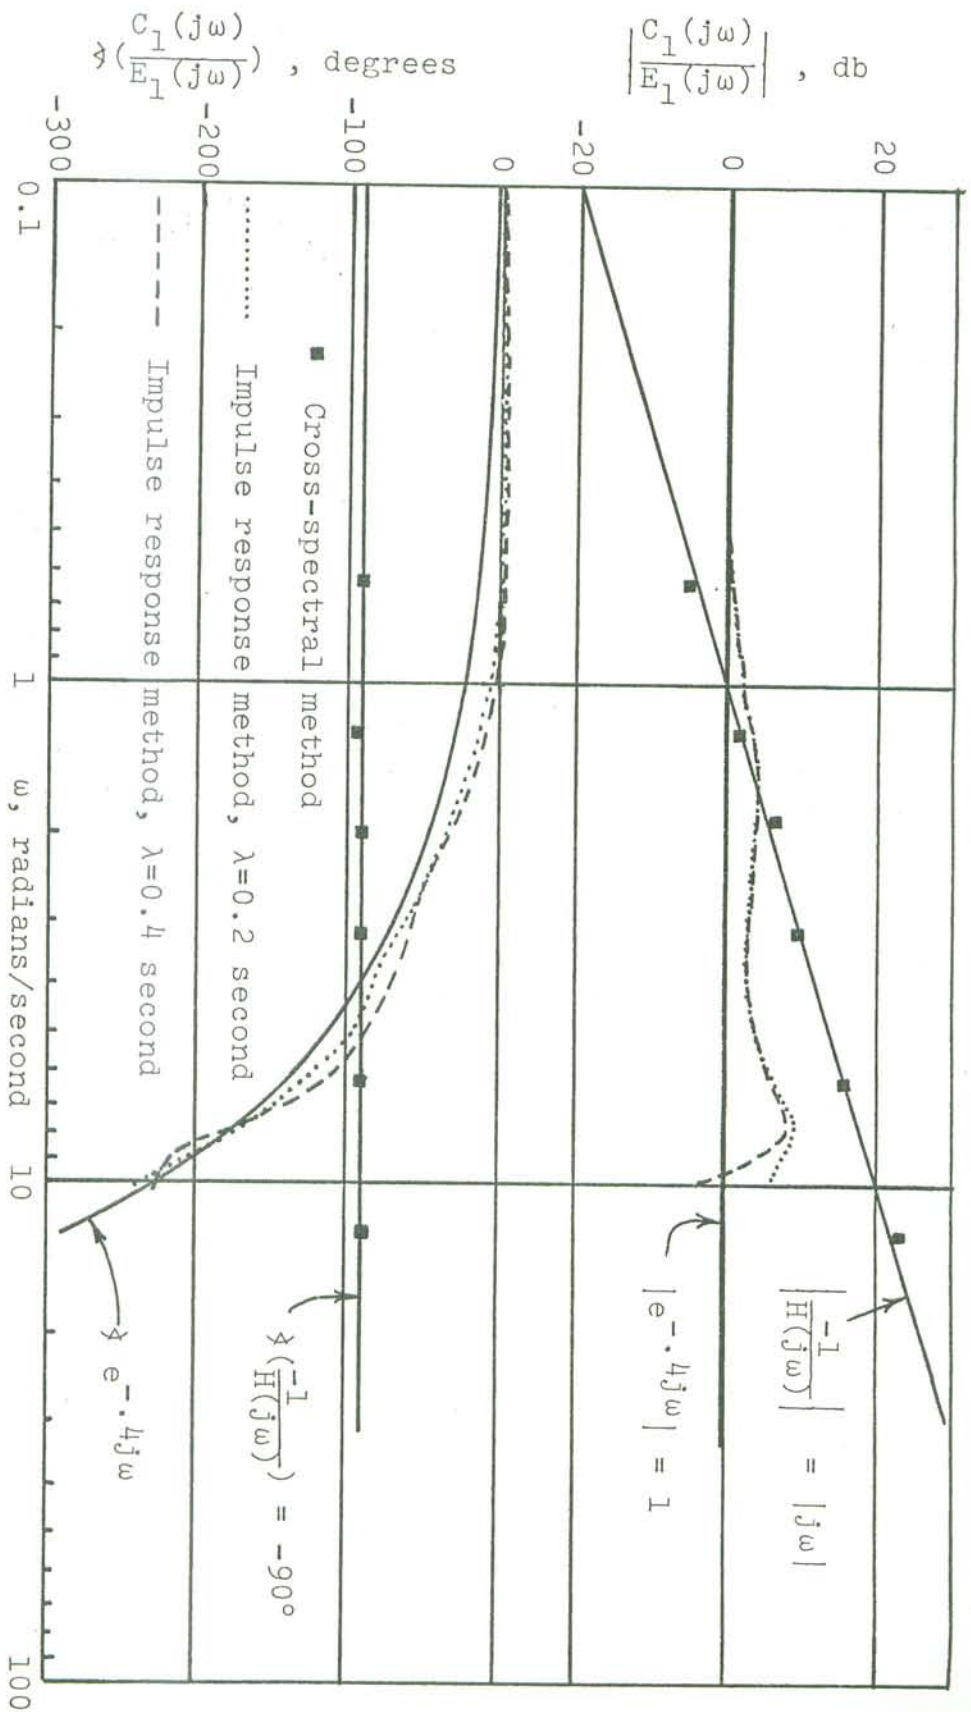 |C₁(jω)/E₁(jω)| , db
20
0
-20
∢(C₁(jω)/E₁(jω)) , degrees
0
-100
-200
-300
|-1/H(jω)| = |jω|
|e^-.4jω| = 1
∢(-1/H(jω)) = -90°
∢ e^-.4jω
■ Cross-spectral method
Impulse response method, λ=0.2 second
Impulse response method, λ=0.4 second
0.1
1
10
100
ω, radians/second